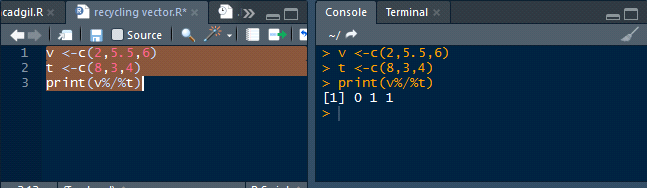 cadgil.R
recycling vector.R*
Console
Terminal
Source
~/
1 v <-c(2,5.5,6)
2 t <-c(8,3,4)
3 print(v%/%t)
> v <-c(2,5.5,6)
> t <-c(8,3,4)
> print(v%/%t)
[1] 0 1 1
>